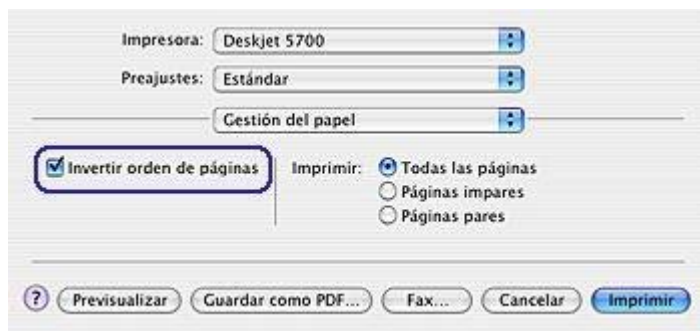 Impresora: Deskjet 5700
Preajustes: Estándar
Gestión del papel
Invertir orden de páginas Imprimir: Todas las páginas
Páginas impares
Páginas pares
? Previsualizar Guardar como PDF... Fax... Cancelar Imprimir